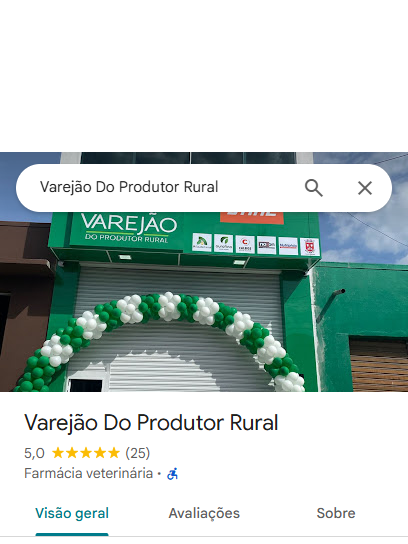 Varejão Do Produtor Rural
VAREJÃO
DO PRODUTOR RURAL
Varejão Do Produtor Rural
5,0 (25)
Farmácia veterinária ·
Visão geral
Avaliações
Sobre